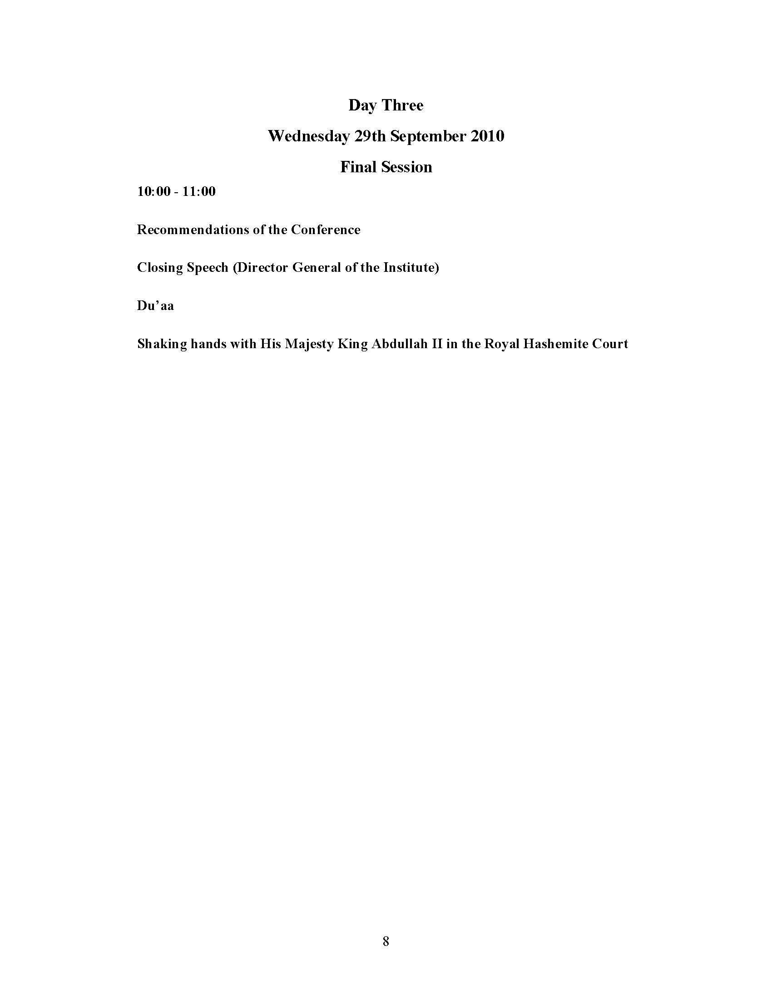 Day Three
Wednesday 29th September 2010
Final Session
10:00 - 11:00
Recommendations of the Conference
Closing Speech (Director General of the Institute)
Du’aa
Shaking hands with His Majesty King Abdullah II in the Royal Hashemite Court
8